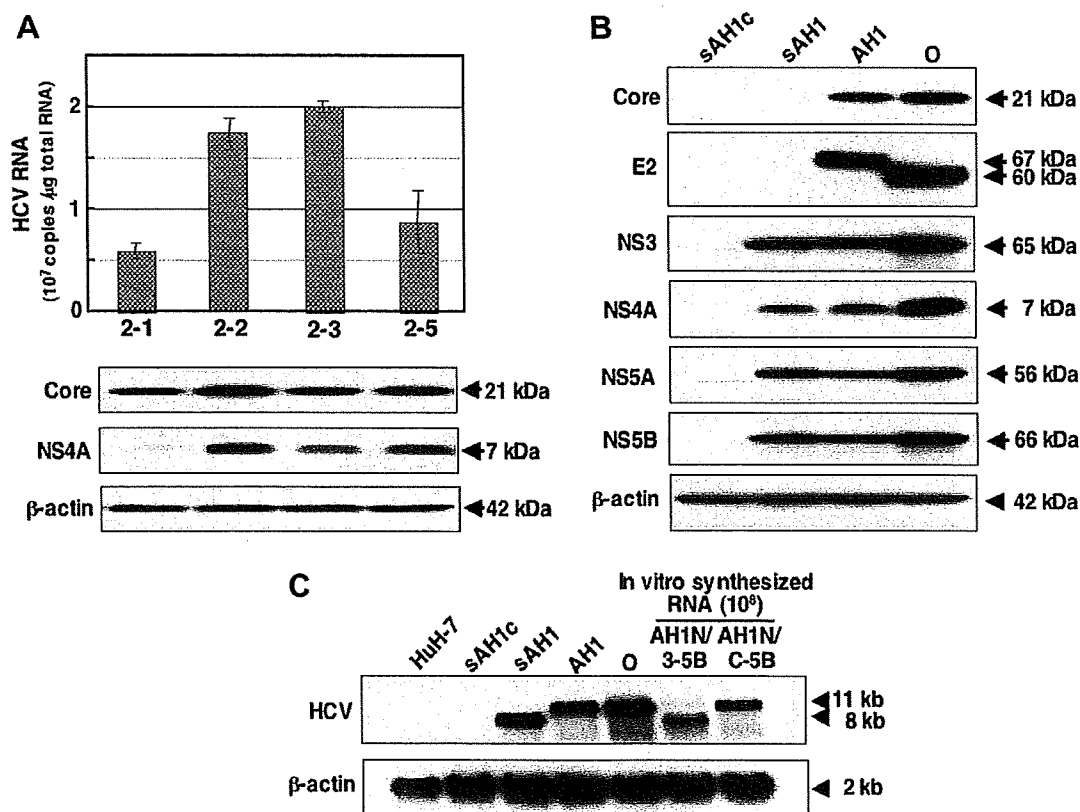 A
HCV RNA
(10⁷ copies /µg total RNA)
2
1
0
2-1 2-2 2-3 2-5
Core 21 kDa
NS4A 7 kDa
β-actin 42 kDa
B
sAH1c sAH1 AH1 O
Core 21 kDa
E2 67 kDa
60 kDa
NS3 65 kDa
NS4A 7 kDa
NS5A 56 kDa
NS5B 66 kDa
β-actin 42 kDa
C
In vitro synthesized
RNA (10⁸)
HuH-7 sAH1c sAH1 AH1 O AH1N/ AH1N/
3-5B C-5B
HCV 11 kb
8 kb
β-actin 2 kb